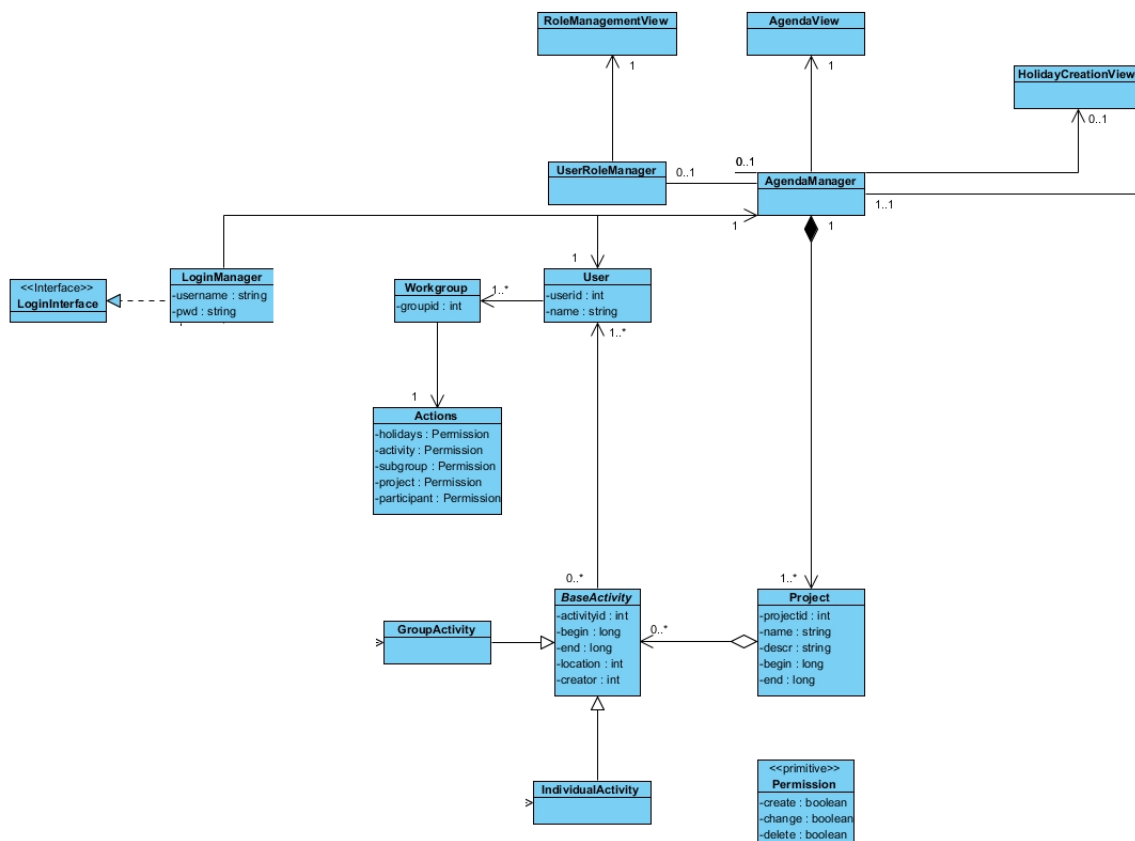 RoleManagementView
AgendaView
1
1
HolidayCreationView
0..1
UserRoleManager
0..1
0..1
AgendaManager
1..1
1
1
LoginManager
-username : string
-pwd : string
<<Interface>>
LoginInterface
1
User
-userid : int
-name : string
Workgroup
-groupid : int
1..*
1..*
1
Actions
-holidays : Permission
-activity : Permission
-subgroup : Permission
-project : Permission
-participant : Permission
0..*
1..*
BaseActivity
-activityid : int
-begin : long
-end : long
-location : int
-creator : int
Project
-projectid : int
-name : string
-descr : string
-begin : long
-end : long
0..*
GroupActivity
IndividualActivity
<<primitive>>
Permission
-create : boolean
-change : boolean
-delete : boolean